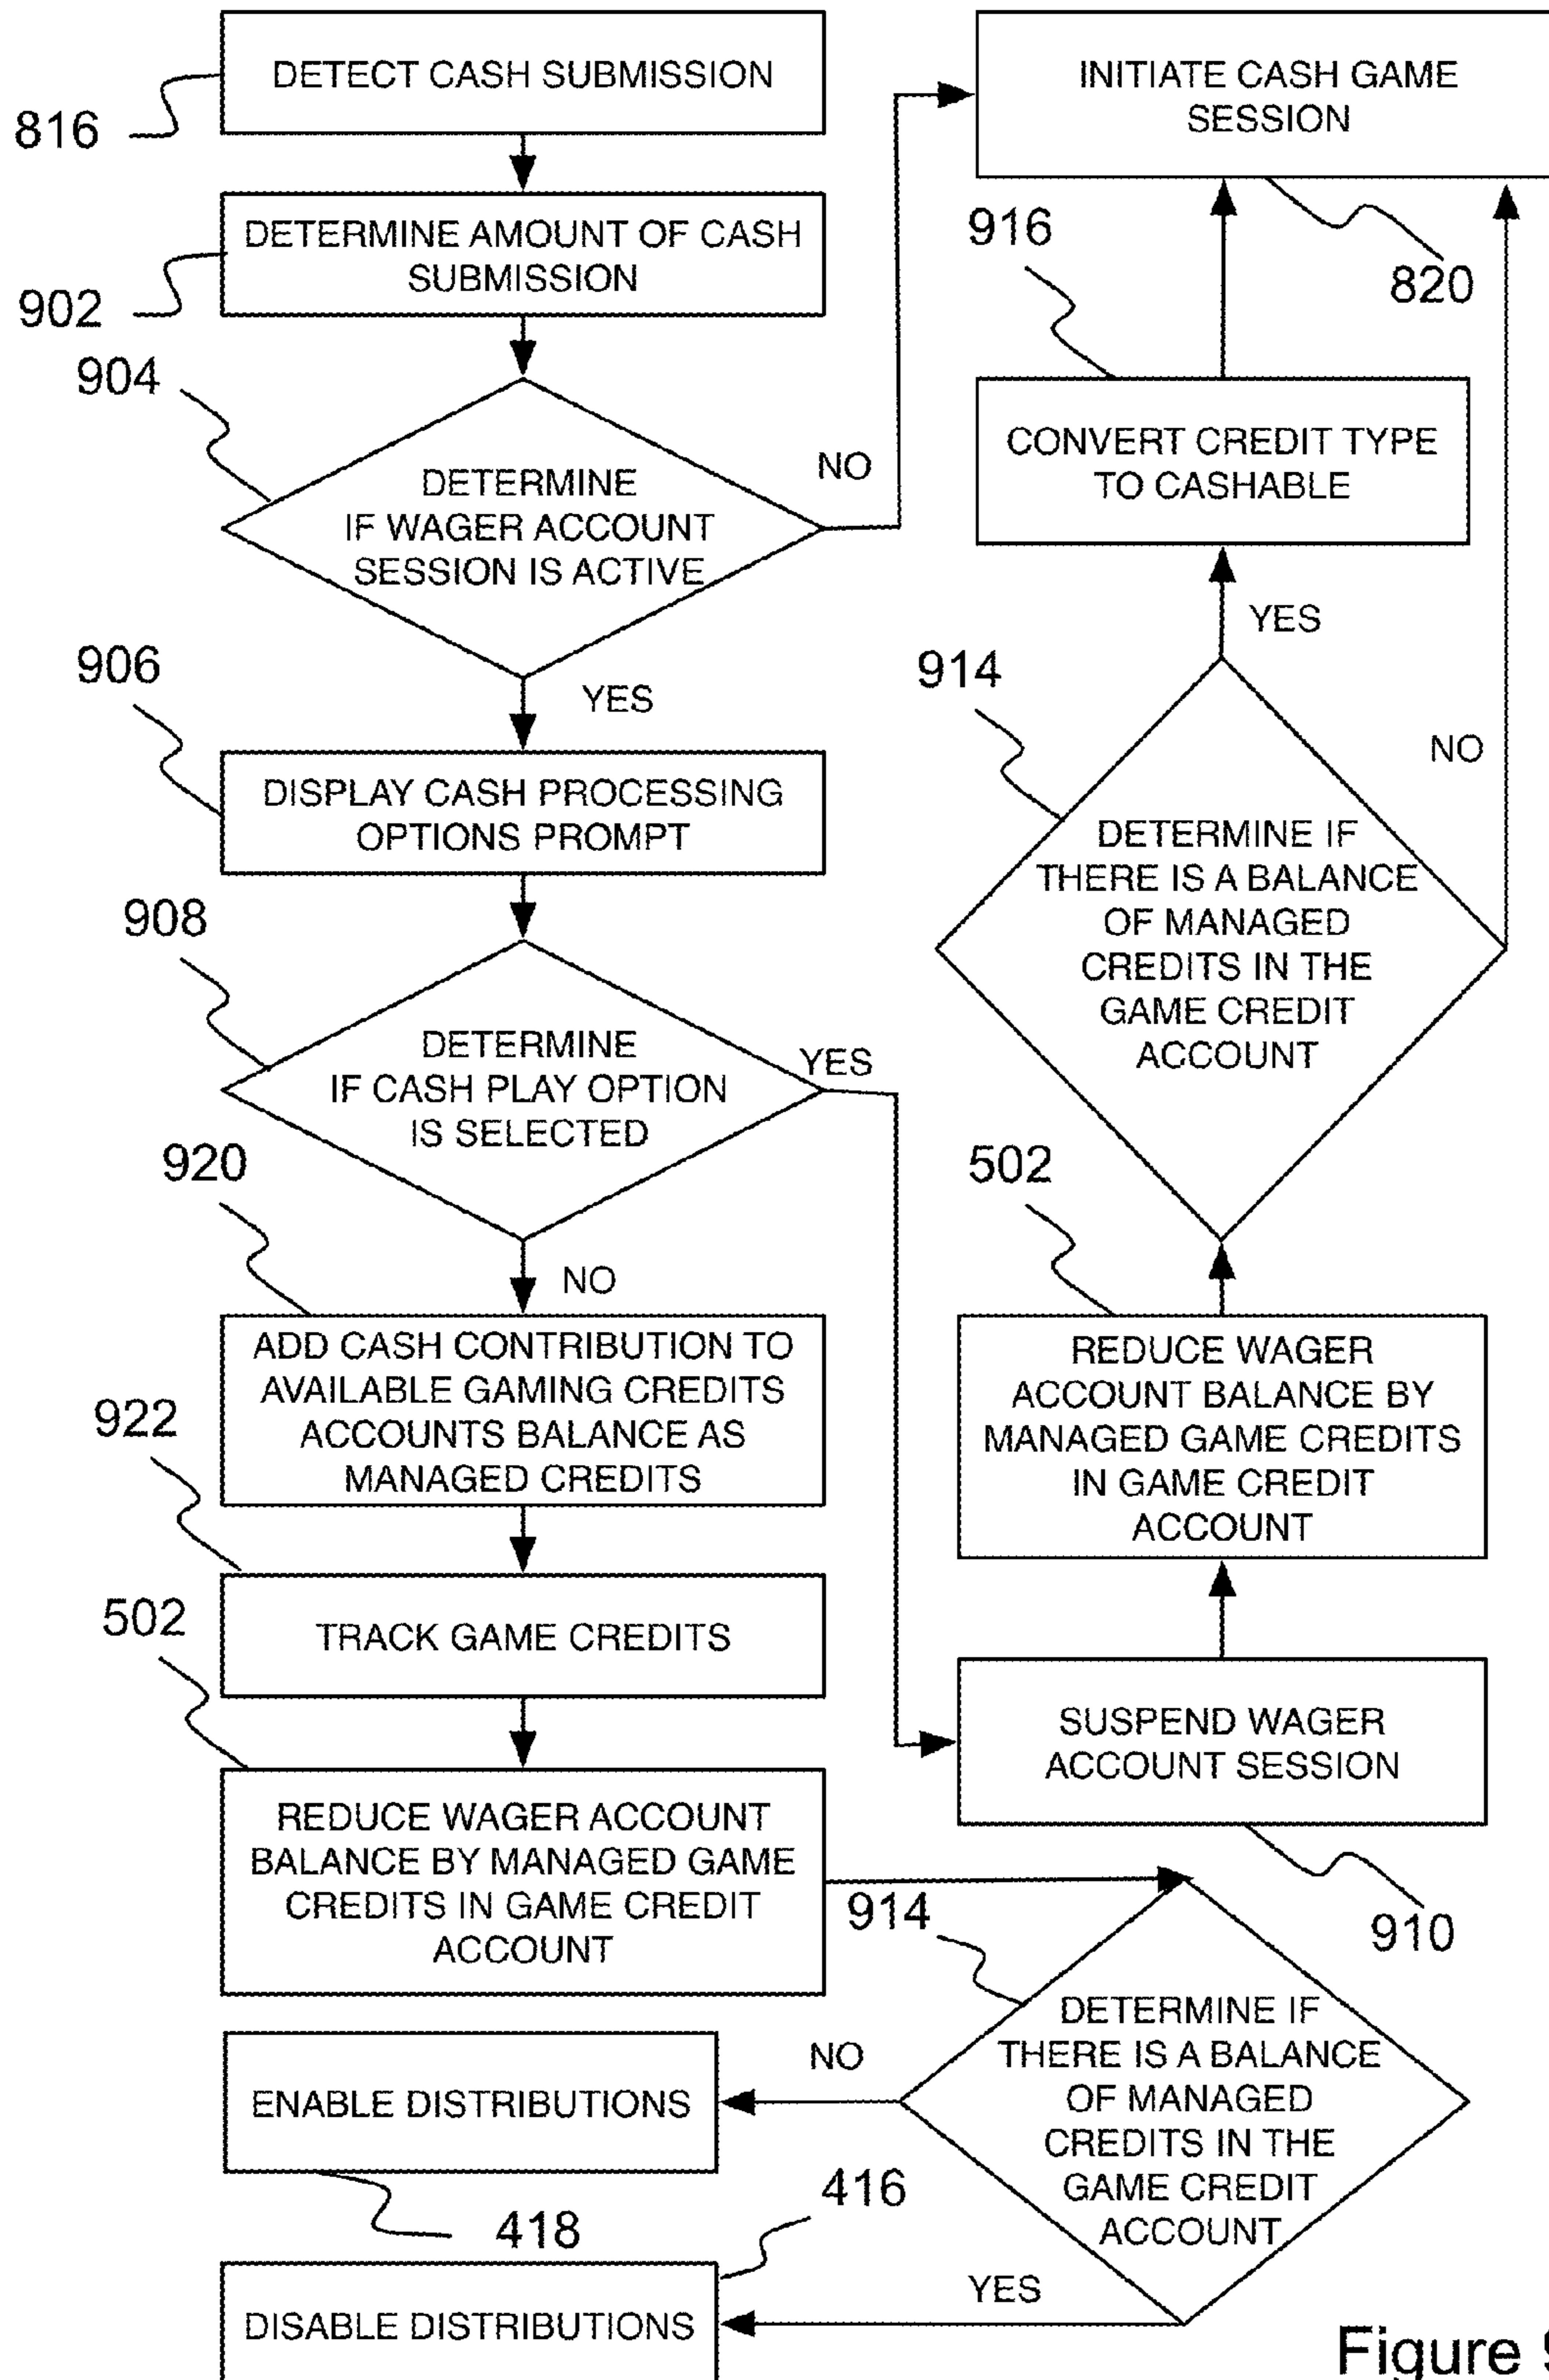 DETECT CASH SUBMISSION
816
DETERMINE AMOUNT OF CASH
SUBMISSION
902
904
DETERMINE
IF WAGER ACCOUNT
SESSION IS ACTIVE
NO
YES
906
DISPLAY CASH PROCESSING
OPTIONS PROMPT
908
DETERMINE
IF CASH PLAY OPTION
IS SELECTED
YES
NO
920
ADD CASH CONTRIBUTION TO
AVAILABLE GAMING CREDITS
ACCOUNTS BALANCE AS
MANAGED CREDITS
922
TRACK GAME CREDITS
502
REDUCE WAGER ACCOUNT
BALANCE BY MANAGED GAME
CREDITS IN GAME CREDIT
ACCOUNT
INITIATE CASH GAME
SESSION
820
916
CONVERT CREDIT TYPE
TO CASHABLE
YES
NO
914
DETERMINE IF
THERE IS A BALANCE
OF MANAGED
CREDITS IN THE
GAME CREDIT
ACCOUNT
502
REDUCE WAGER
ACCOUNT BALANCE BY
MANAGED GAME CREDITS
IN GAME CREDIT
ACCOUNT
SUSPEND WAGER
ACCOUNT SESSION
910
914
DETERMINE IF
THERE IS A BALANCE
OF MANAGED
CREDITS IN THE
GAME CREDIT
ACCOUNT
NO
ENABLE DISTRIBUTIONS
418
416
YES
DISABLE DISTRIBUTIONS
Figure 9